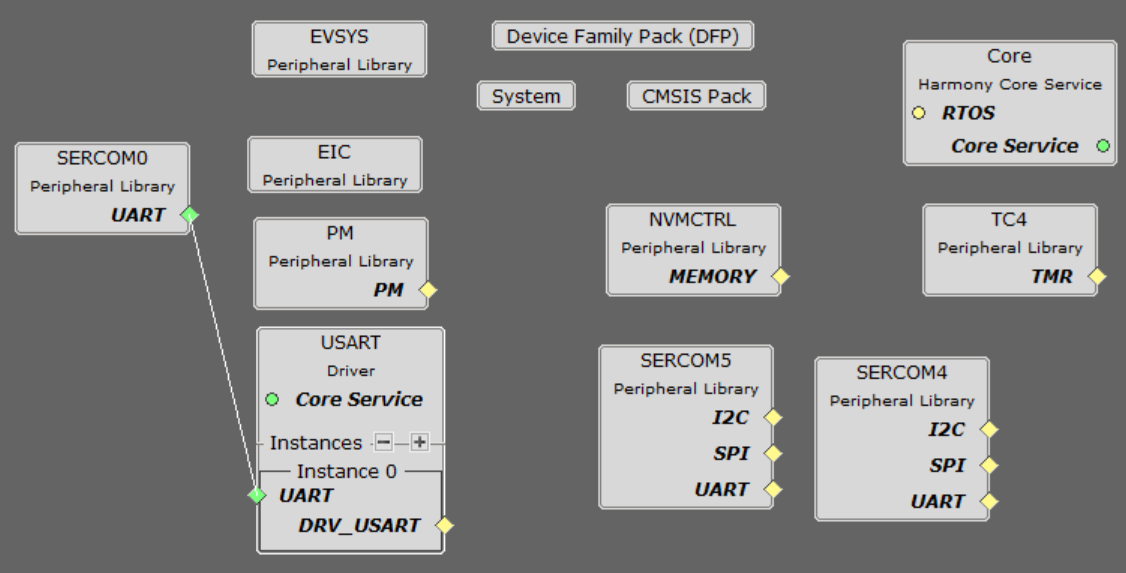 EVSYS
Peripheral Library
Device Family Pack (DFP)
System
CMSIS Pack
Core
Harmony Core Service
RTOS
Core Service
SERCOM0
Peripheral Library
UART
EIC
Peripheral Library
PM
Peripheral Library
PM
NVMCTRL
Peripheral Library
MEMORY
TC4
Peripheral Library
TMR
USART
Driver
Core Service
Instances
Instance 0
UART
DRV_USART
SERCOM5
Peripheral Library
I2C
SPI
UART
SERCOM4
Peripheral Library
I2C
SPI
UART